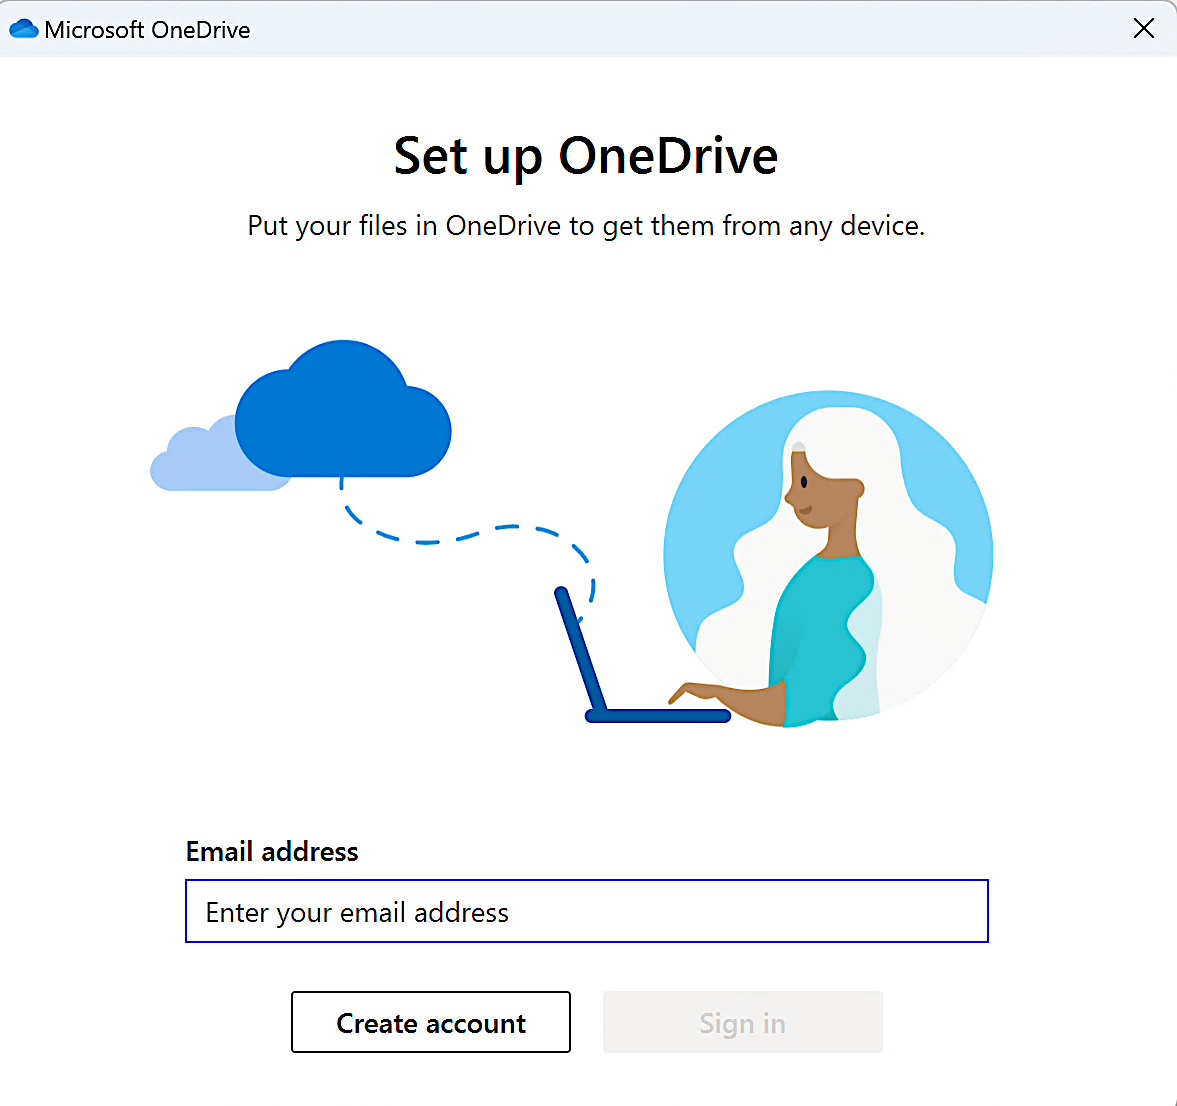 Microsoft OneDrive
Set up OneDrive
Put your files in OneDrive to get them from any device.
Email address
Enter your email address
Create account
Sign in